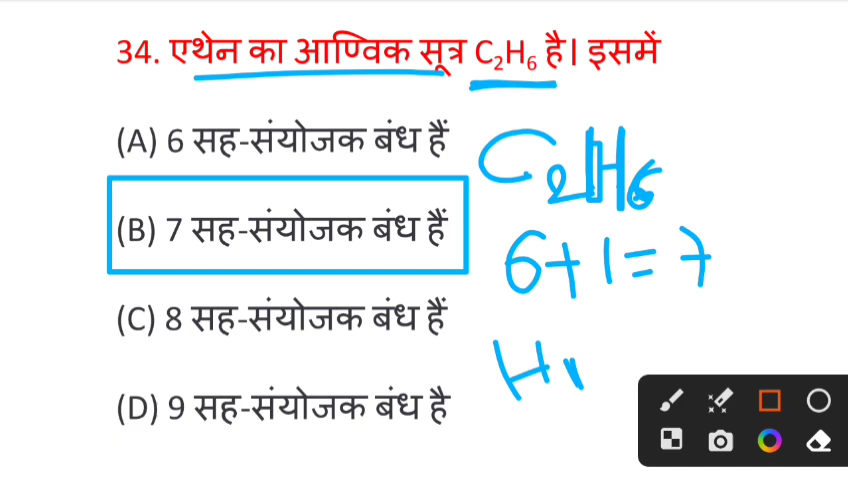 34. एथेन का आण्विक सूत्र C₂H₆ है। इसमें
(A) 6 सह-संयोजक बंध हैं
(B) 7 सह-संयोजक बंध हैं
(C) 8 सह-संयोजक बंध हैं
(D) 9 सह-संयोजक बंध है
C₂H₆
6+1=7
H